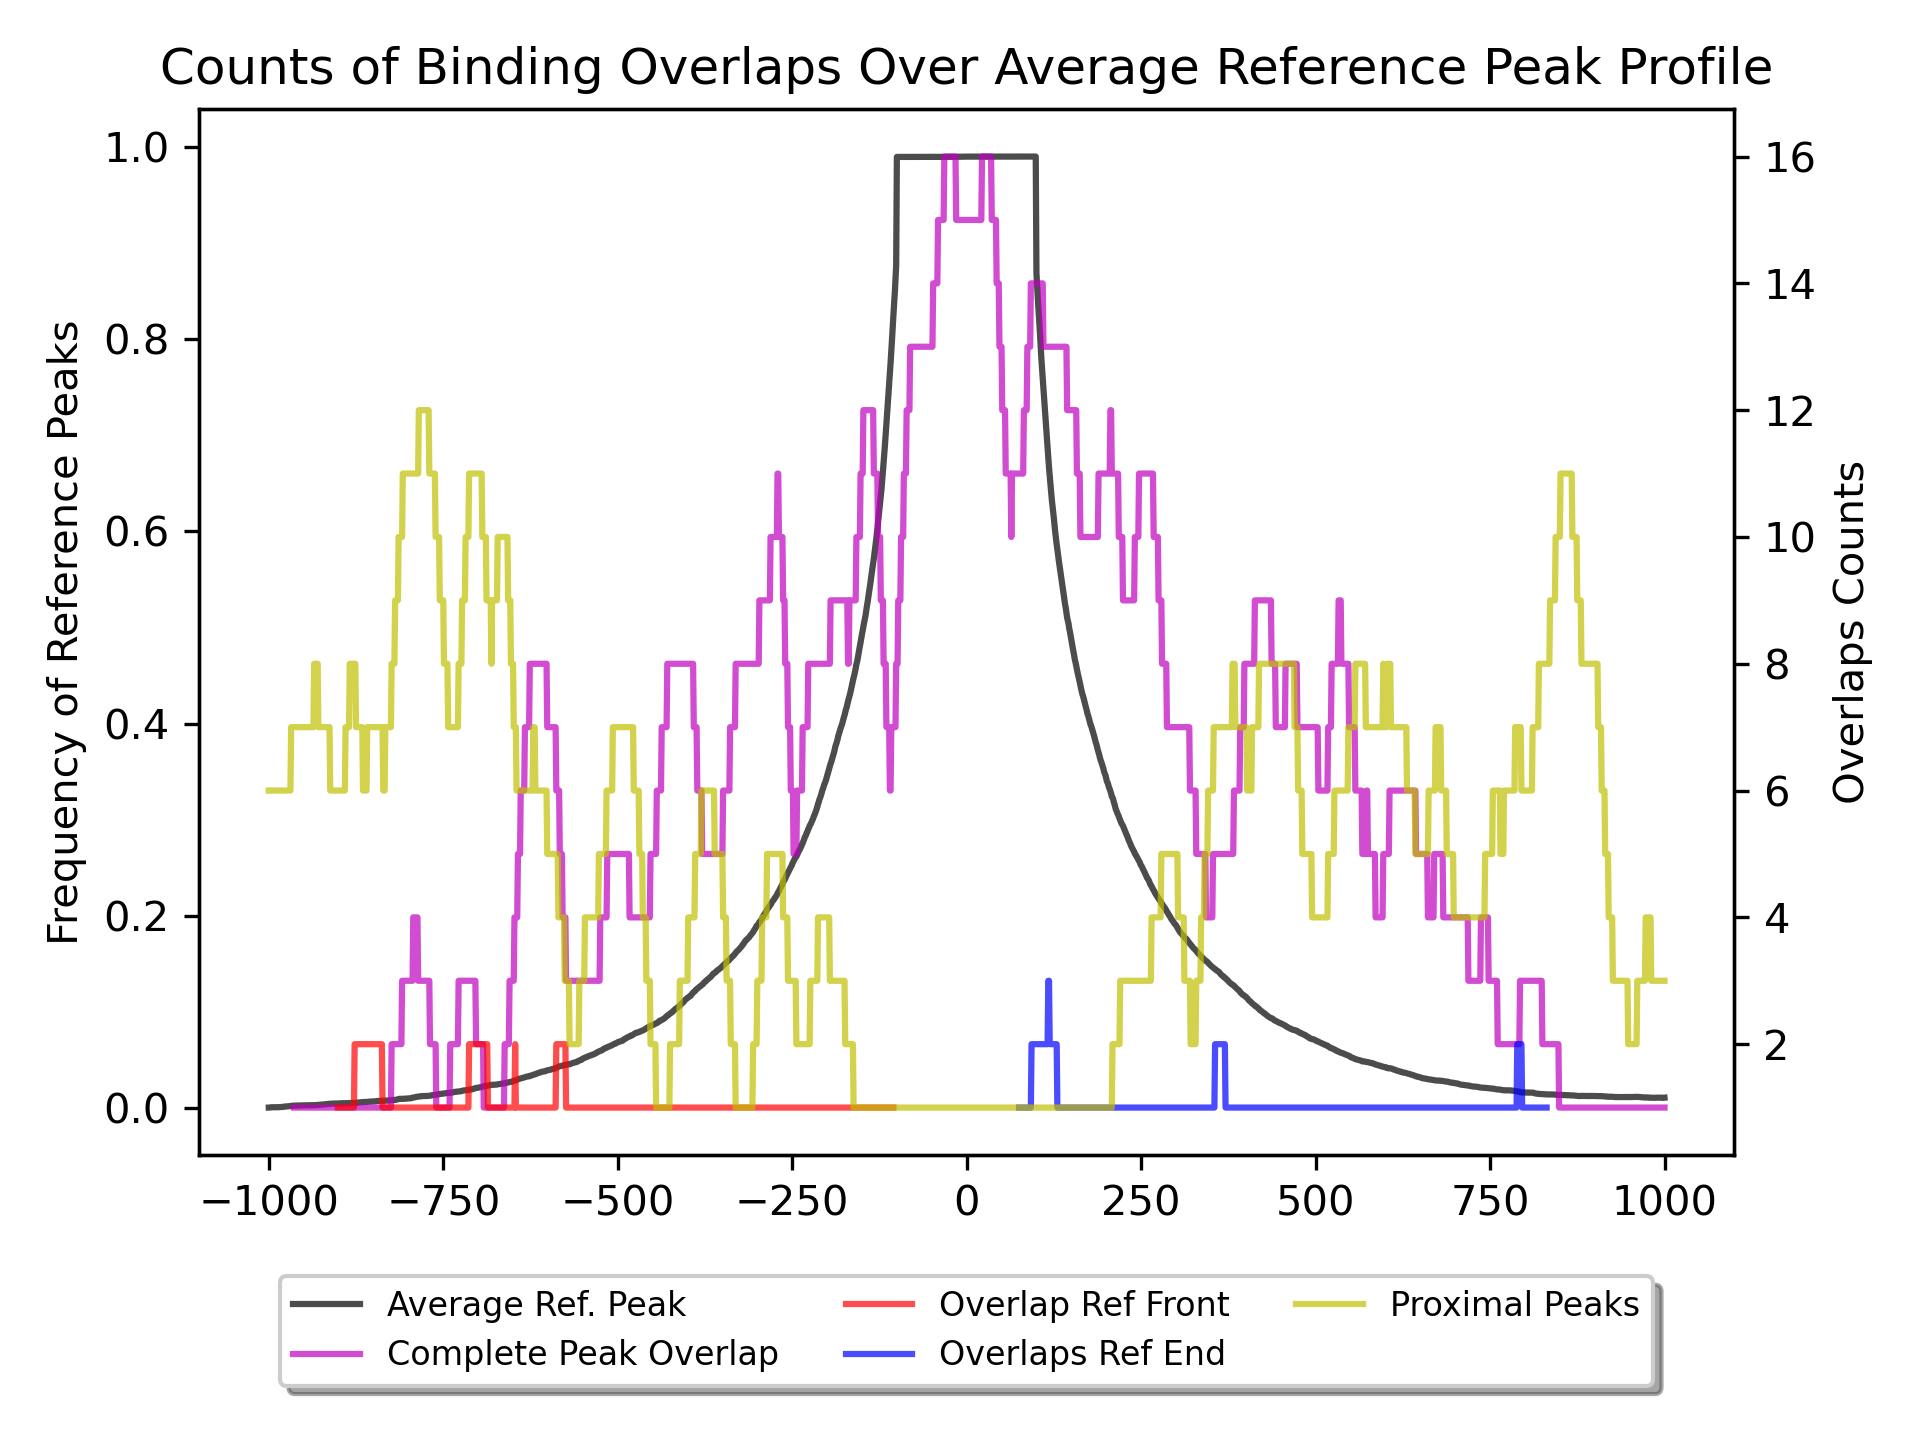 Counts of Binding Overlaps Over Average Reference Peak Profile
Frequency of Reference Peaks
1.0
0.8
0.6
0.4
0.2
0.0
16
14
12
10
8
6
4
2
Overlaps Counts
−1000 −750 −500 −250 0 250 500 750 1000
Average Ref. Peak Overlap Ref Front Proximal Peaks
Complete Peak Overlap Overlaps Ref End